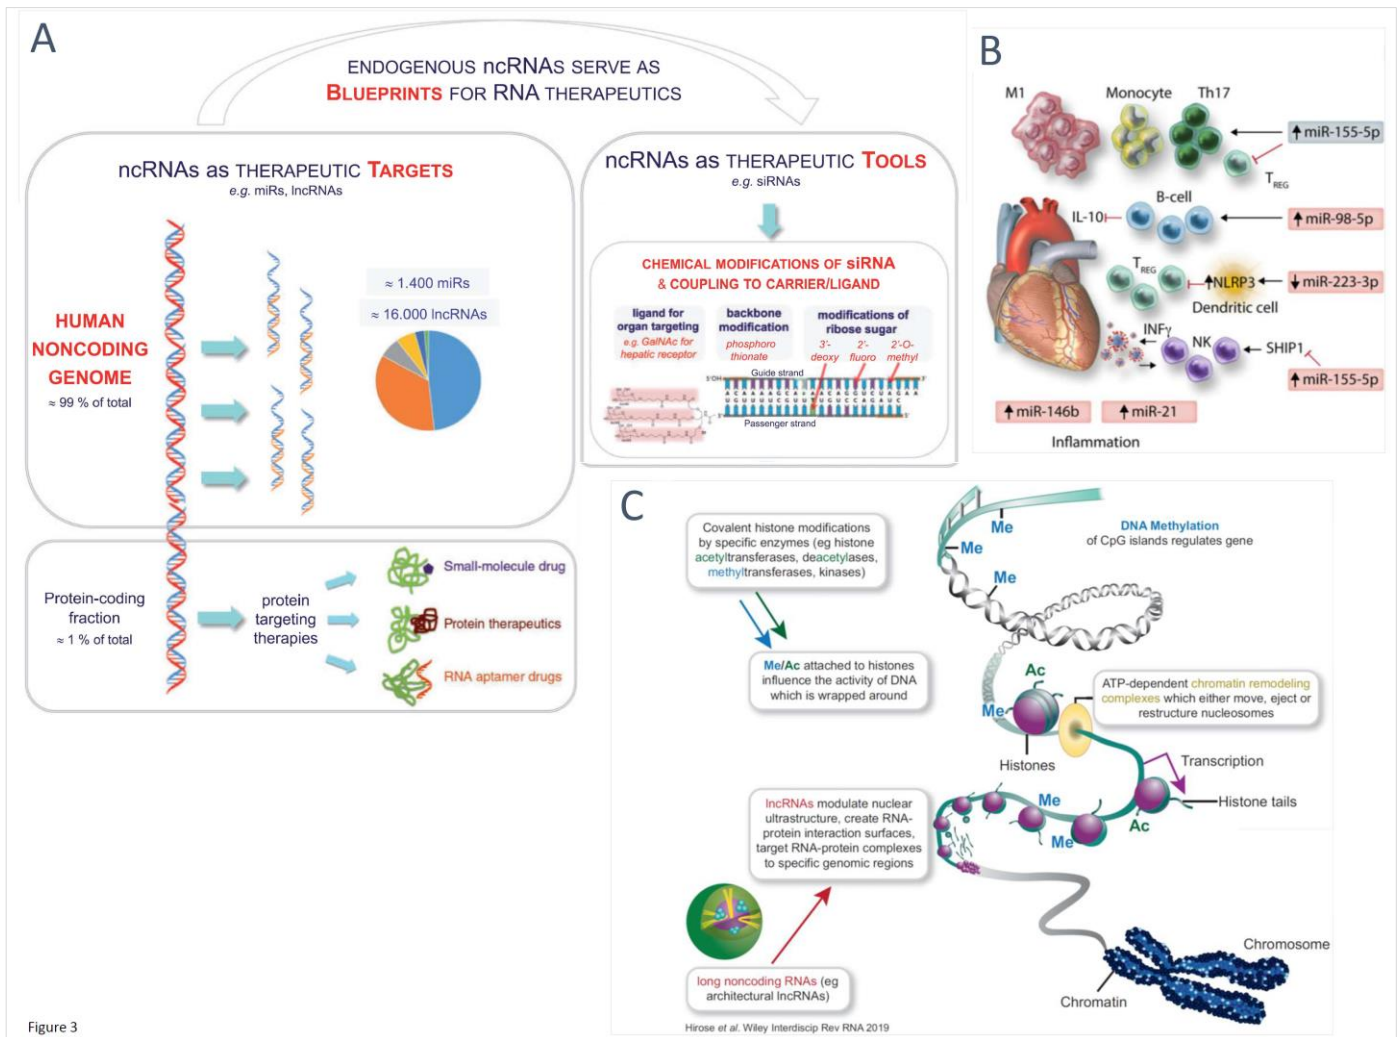 A
ENDOGENOUS ncRNAs SERVE AS
BLUEPRINTS FOR RNA THERAPEUTICS
ncRNAs as THERAPEUTIC TARGETS
e.g. miRs, lncRNAs
HUMAN
NONCODING
GENOME
≈ 99 % of total
≈ 1.400 miRs
≈ 16.000 lncRNAs
Protein-coding
fraction
≈ 1 % of total
protein
targeting
therapies
Small-molecule drug
Protein therapeutics
RNA aptamer drugs
ncRNAs as THERAPEUTIC TOOLS
e.g. siRNAs
CHEMICAL MODIFICATIONS OF siRNA
& COUPLING TO CARRIER/LIGAND
ligand for
organ targeting
e.g. GalNAc for
hepatic receptor
backbone
modification
phosphoro
thionate
modifications of
ribose sugar
3'-
deoxy
2'-
fluoro
2'-O-
methyl
Guide strand
Passenger strand
B
M1
Monocyte
Th17
miR-155-5p
TREG
B-cell
IL-10
miR-98-5p
TREG
NLRP3
miR-223-3p
Dendritic cell
INFγ
NK
SHIP1
miR-155-5p
miR-146b
miR-21
Inflammation
C
Covalent histone modifications
by specific enzymes (eg histone
acetyltransferases, deacetylases,
methyltransferases, kinases)
Me/Ac attached to histones
influence the activity of DNA
which is wrapped around
lncRNAs modulate nuclear
ultrastructure, create RNA-
protein interaction surfaces,
target RNA-protein complexes
to specific genomic regions
long noncoding RNAs (eg
architectural lncRNAs)
Hirose et al. Wiley Interdiscip Rev RNA 2019
Me
DNA Methylation
of CpG islands regulates gene
Me
Me
Ac
ATP-dependent chromatin remodeling
complexes which either move, eject or
restructure nucleosomes
Me
Histones
Transcription
Me
Histone tails
Ac
Me
Chromosome
Chromatin
Figure 3